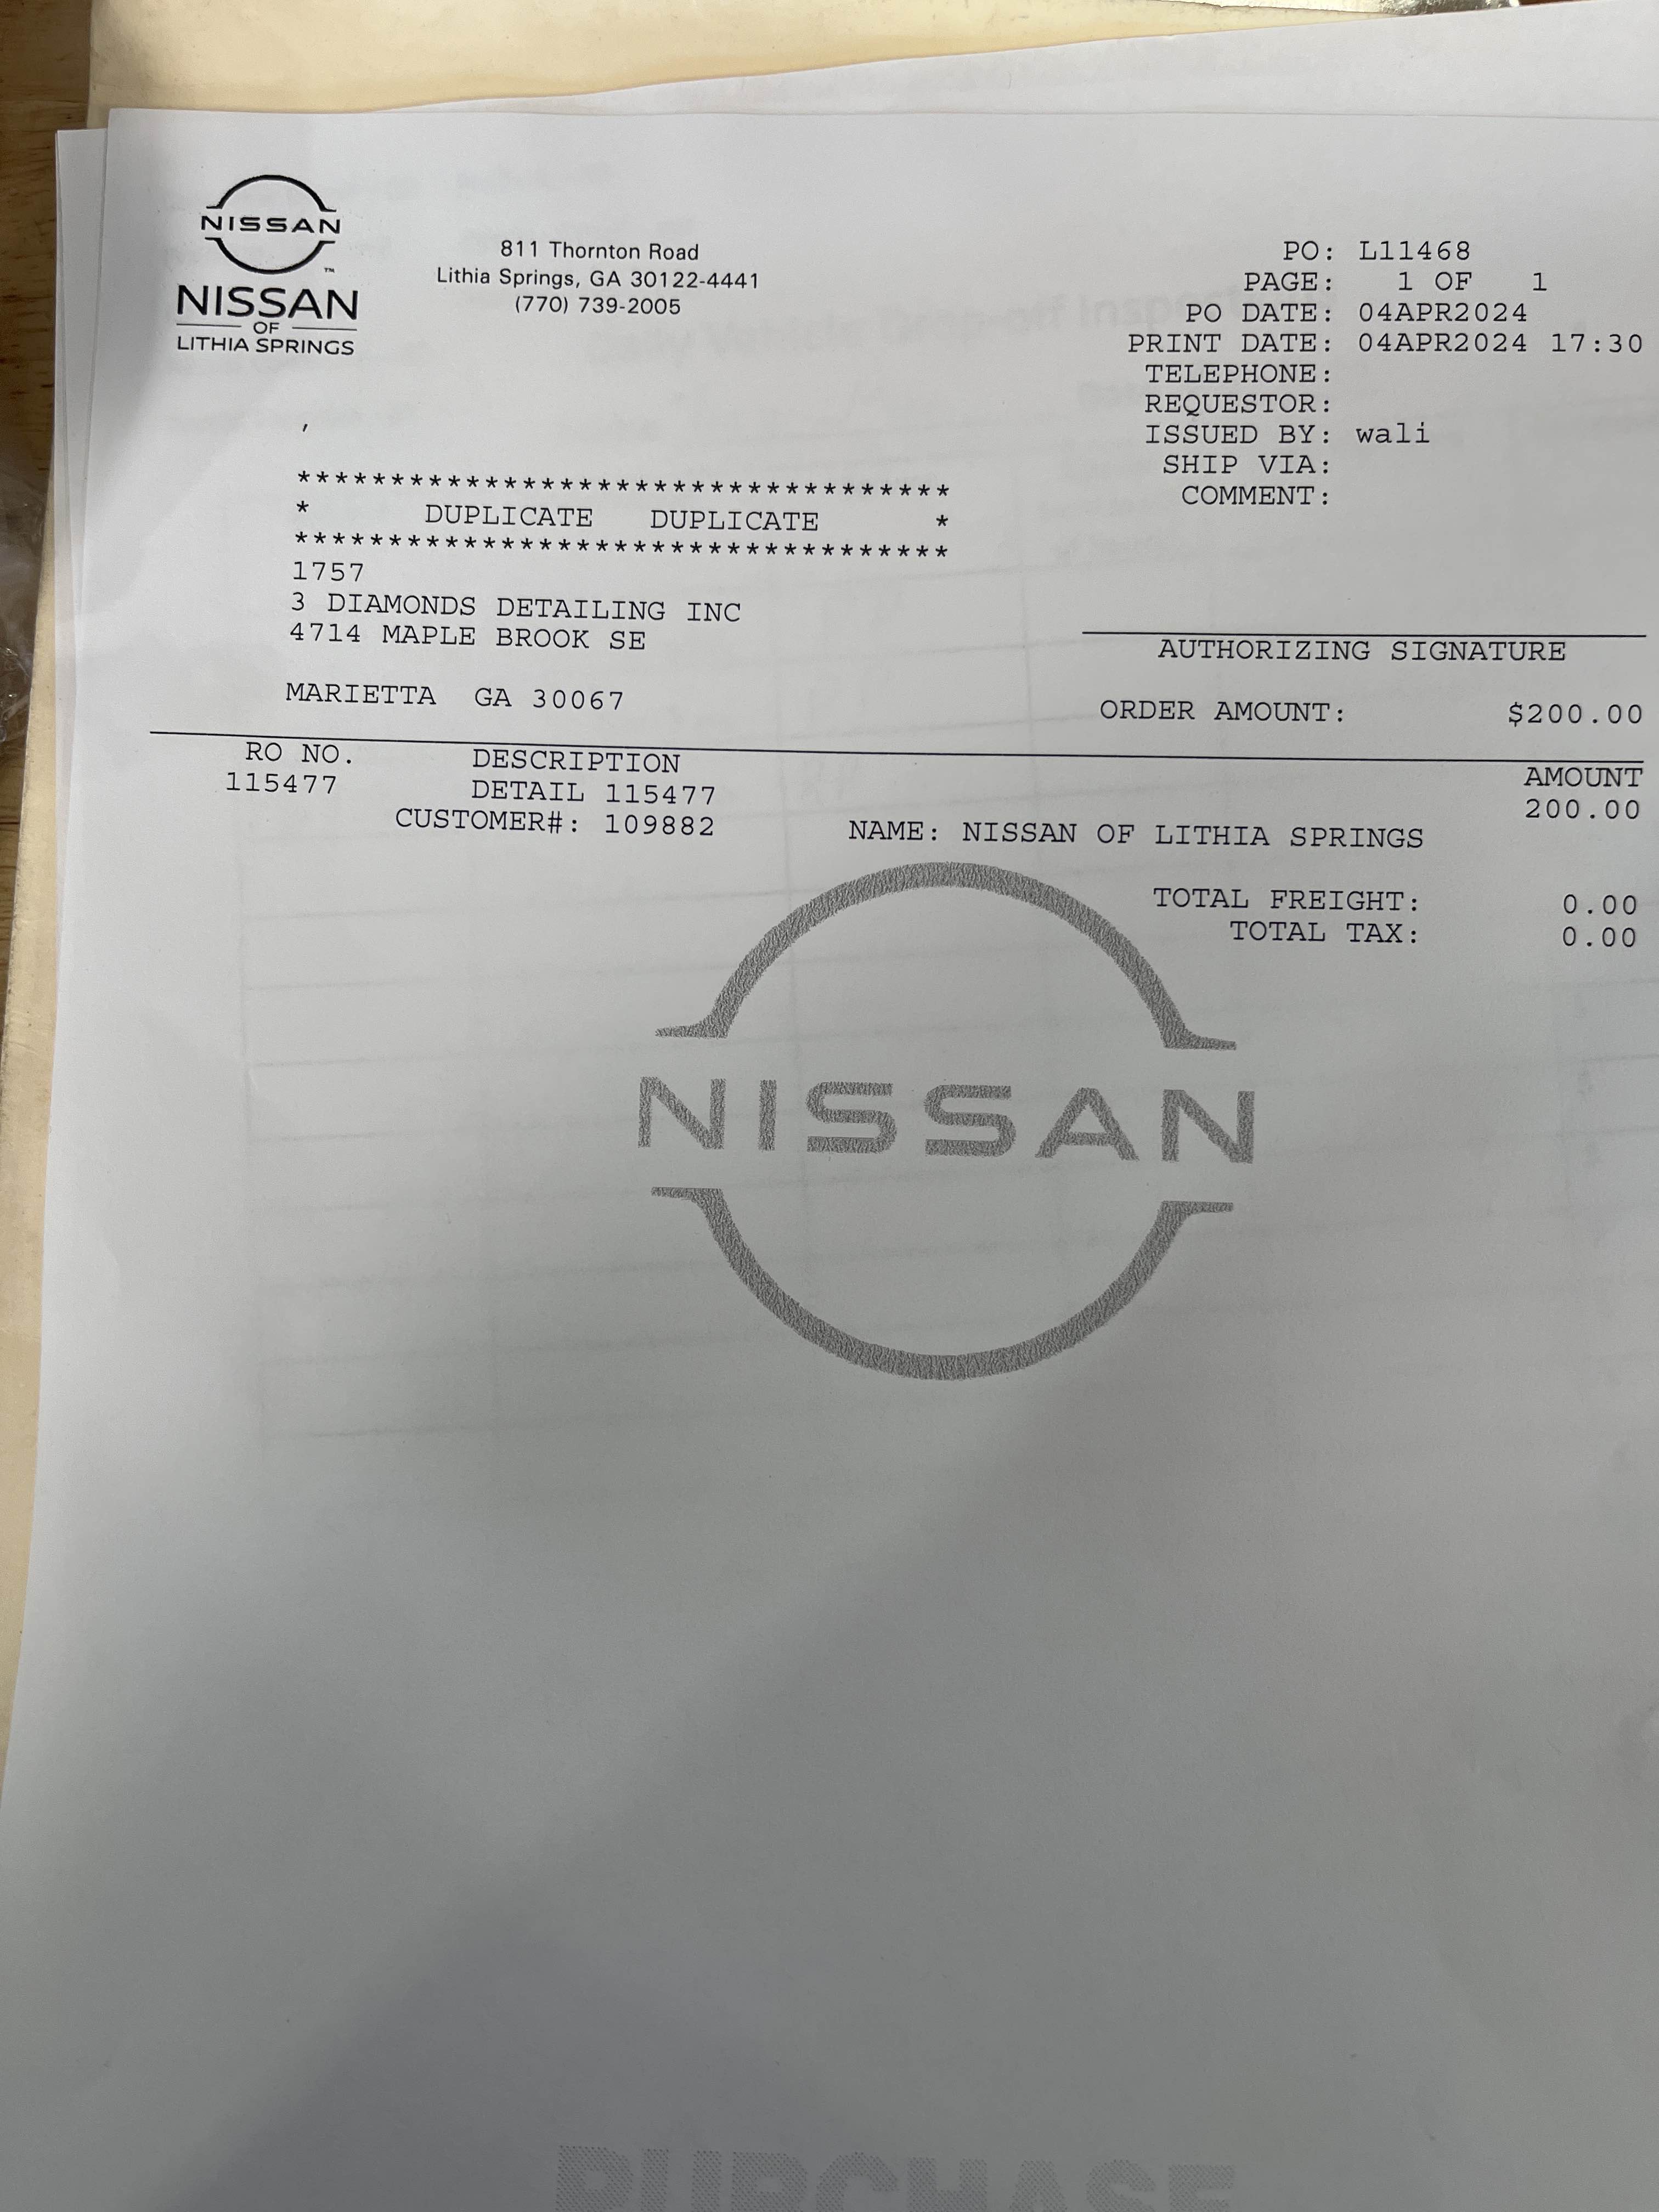 NISSAN
NISSAN
OF
LITHIA SPRINGS
811 Thornton Road
Lithia Springs, GA 30122-4441
(770) 739-2005
PO: L11468
PAGE: 1 OF 1
PO DATE: 04APR2024
PRINT DATE: 04APR2024 17:30
TELEPHONE:
REQUESTOR:
ISSUED BY: wali
SHIP VIA:
COMMENT:
,
***********************************
* DUPLICATE DUPLICATE *
***********************************
1757
3 DIAMONDS DETAILING INC
4714 MAPLE BROOK SE
MARIETTA GA 30067
AUTHORIZING SIGNATURE
ORDER AMOUNT: $200.00
RO NO. DESCRIPTION AMOUNT
115477 DETAIL 115477 200.00
CUSTOMER#: 109882 NAME: NISSAN OF LITHIA SPRINGS
TOTAL FREIGHT: 0.00
TOTAL TAX: 0.00
NISSAN
PURCHASE